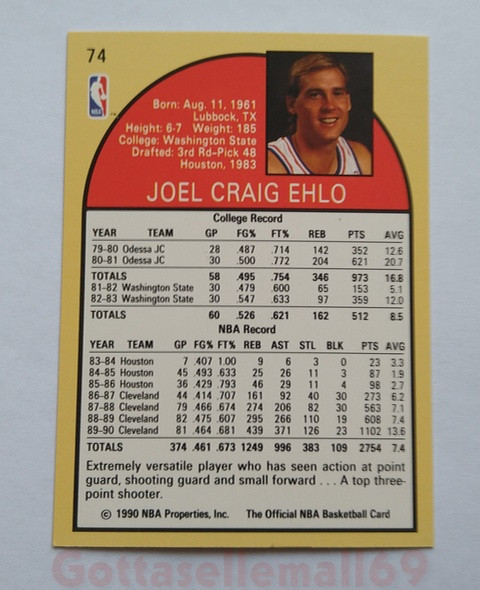 74
NBA
Born: Aug. 11, 1961
Lubbock, TX
Height: 6-7 Weight: 185
College: Washington State
Drafted: 3rd Rd-Pick 48
Houston, 1983
JOEL CRAIG EHLO
College Record
YEAR TEAM GP FG% FT% REB PTS AVG
79-80 Odessa JC 28 .487 .714 142 352 12.6
80-81 Odessa JC 30 .500 .772 204 621 20.7
TOTALS 58 .495 .754 346 973 16.8
81-82 Washington State 30 .479 .600 65 153 5.1
82-83 Washington State 30 .547 .633 97 359 12.0
TOTALS 60 .526 .621 162 512 8.5
NBA Record
YEAR TEAM GP FG% FT% REB AST STL BLK PTS AVG
83-84 Houston 7 .407 1.00 9 6 3 0 23 3.3
84-85 Houston 45 .493 .633 25 26 11 3 87 1.9
85-86 Houston 36 .429 .793 46 29 11 4 98 2.7
86-87 Cleveland 44 .414 .707 161 92 40 30 273 6.2
87-88 Cleveland 79 .466 .674 274 206 82 30 563 7.1
88-89 Cleveland 82 .475 .607 295 266 110 19 608 7.4
89-90 Cleveland 81 .464 .681 439 371 126 23 1102 13.6
TOTALS 374 .461 .673 1249 996 383 109 2754 7.4
Extremely versatile player who has seen action at point
guard, shooting guard and small forward . . . A top three-
point shooter.
© 1990 NBA Properties, Inc. The Official NBA Basketball Card
Gottasellemall69